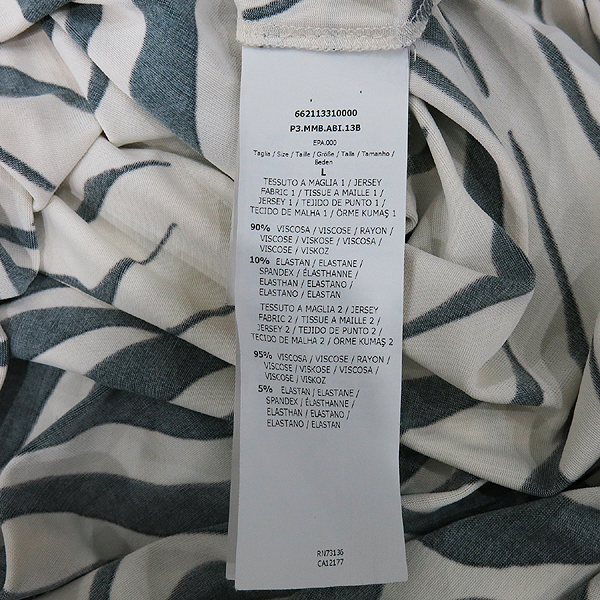 662113310000
P3.MMB.ABI.13B
EPA.000
Taglia / Size / Taille / Größe / Talla / Tamanho /
Beden
L
TESSUTO A MAGLIA 1 / JERSEY
FABRIC 1 / TISSUE A MAILLE 1 /
JERSEY 1 / TEJIDO DE PUNTO 1 /
TECIDO DE MALHA 1 / ÖRME KUMAŞ 1
90% VISCOSA / VISCOSE / RAYON /
VISCOSE / VISKOSE / VISCOSA /
VISCOSE / VISKOZ
10% ELASTAN / ELASTANE /
SPANDEX / ÉLASTHANNE /
ELASTHAN / ELASTANO /
ELASTANO / ELASTAN
TESSUTO A MAGLIA 2 / JERSEY
FABRIC 2 / TISSUE A MAILLE 2 /
JERSEY 2 / TEJIDO DE PUNTO 2 /
TECIDO DE MALHA 2 / ÖRME KUMAŞ 2
95% VISCOSA / VISCOSE / RAYON /
VISCOSE / VISKOSE / VISCOSA /
VISCOSE / VISKOZ
5% ELASTAN / ELASTANE /
SPANDEX / ÉLASTHANNE /
ELASTHAN / ELASTANO /
ELASTANO / ELASTAN
RN73136
CA12177